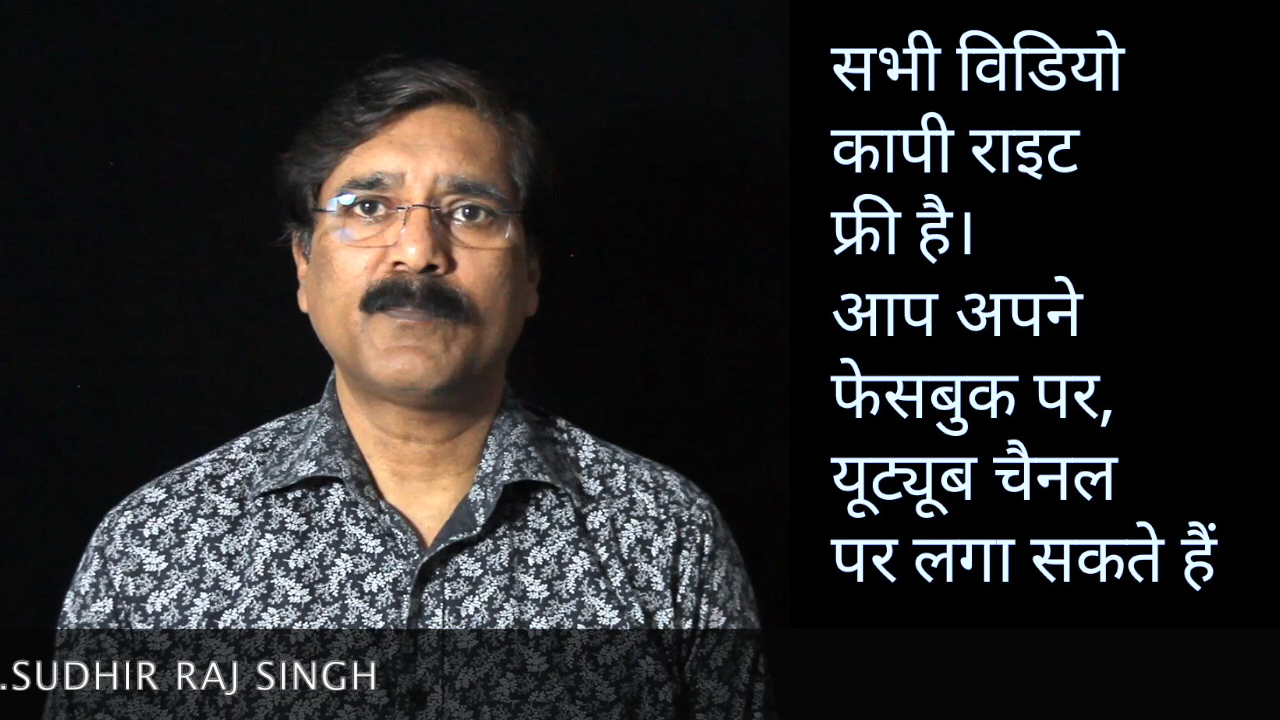 सभी विडियो
कापी राइट
फ्री है।
आप अपने
फेसबुक पर,
यूट्यूब चैनल
पर लगा सकते हैं
.SUDHIR RAJ SINGH